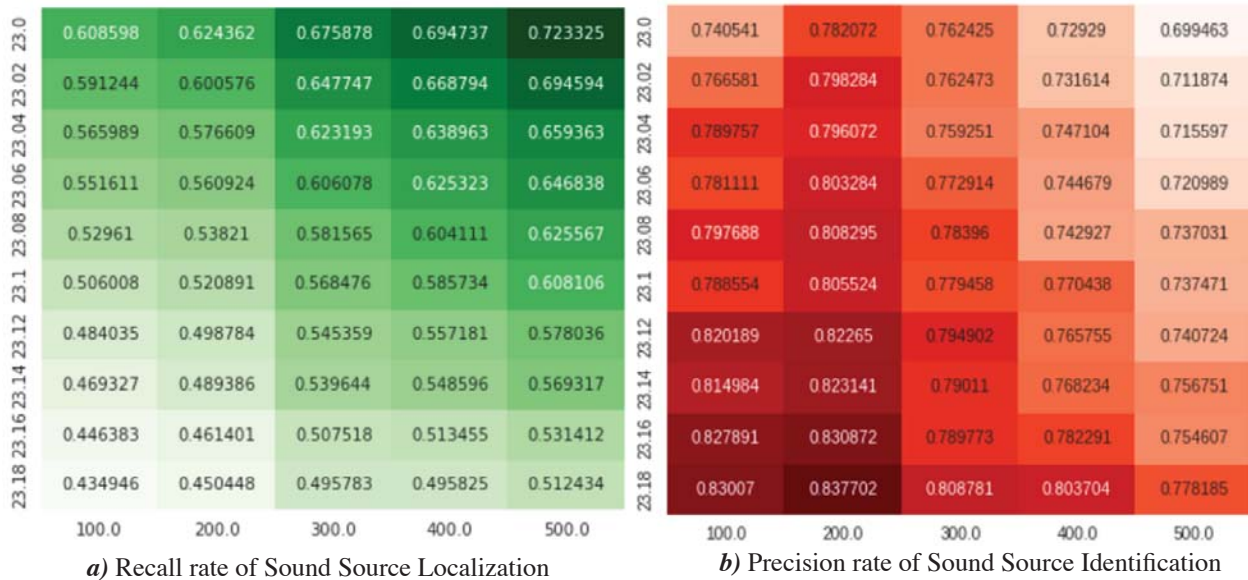 23.0 0.608598 0.624362 0.675878 0.694737 0.723325
23.02 0.591244 0.600576 0.647747 0.668794 0.694594
23.04 0.565989 0.576609 0.623193 0.638963 0.659363
23.06 0.551611 0.560924 0.606078 0.625323 0.646838
23.08 0.52961 0.53821 0.581565 0.604111 0.625567
23.1 0.506008 0.520891 0.568476 0.585734 0.608106
23.12 0.484035 0.498784 0.545359 0.557181 0.578036
23.14 0.469327 0.489386 0.539644 0.548596 0.569317
23.16 0.446383 0.461401 0.507518 0.513455 0.531412
23.18 0.434946 0.450448 0.495783 0.495825 0.512434
100.0 200.0 300.0 400.0 500.0
a) Recall rate of Sound Source Localization
23.0 0.740541 0.782072 0.762425 0.72929 0.699463
23.02 0.766581 0.798284 0.762473 0.731614 0.711874
23.04 0.789757 0.796072 0.759251 0.747104 0.715597
23.06 0.781111 0.803284 0.772914 0.744679 0.720989
23.08 0.797688 0.808295 0.78396 0.742927 0.737031
23.1 0.788554 0.805524 0.779458 0.770438 0.737471
23.12 0.820189 0.82265 0.794902 0.765755 0.740724
23.14 0.814984 0.823141 0.79011 0.768234 0.756751
23.16 0.827891 0.830872 0.789773 0.782291 0.754607
23.18 0.83007 0.837702 0.808781 0.803704 0.778185
100.0 200.0 300.0 400.0 500.0
b) Precision rate of Sound Source Identification